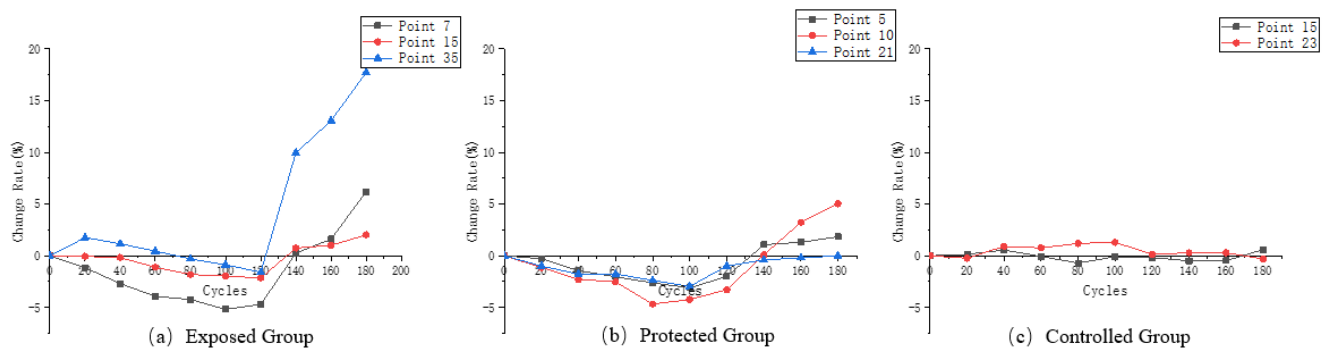 Point 7
Point 15
Point 35
20
15
10
5
0
-5
Change Rate(%)
0 20 40 60 80 100 120 140 160 180 200
Cycles
(a) Exposed Group
Point 5
Point 10
Point 21
20
15
10
5
0
-5
Change Rate(%)
0 20 40 60 80 100 120 140 160 180
Cycles
(b) Protected Group
Point 15
Point 23
20
15
10
5
0
-5
Change Rate(%)
0 20 40 60 80 100 120 140 160 180
Cycles
(c) Controlled Group